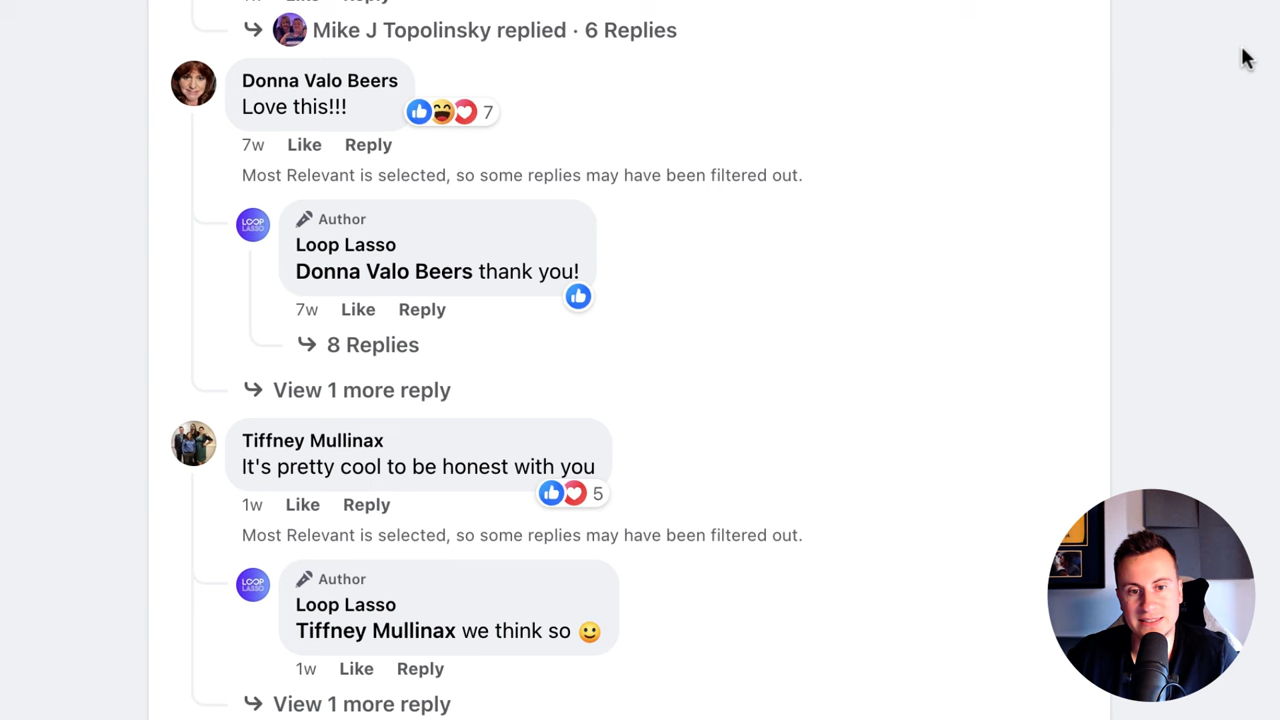 Mike J Topolinsky replied · 6 Replies
Donna Valo Beers
Love this!!!
7
7w Like Reply
Most Relevant is selected, so some replies may have been filtered out.
LOOP
LASSO
Author
Loop Lasso
Donna Valo Beers thank you!
7w Like Reply
8 Replies
View 1 more reply
Tiffney Mullinax
It's pretty cool to be honest with you
5
1w Like Reply
Most Relevant is selected, so some replies may have been filtered out.
LOOP
LASSO
Author
Loop Lasso
Tiffney Mullinax we think so 🙂
1w Like Reply
View 1 more reply